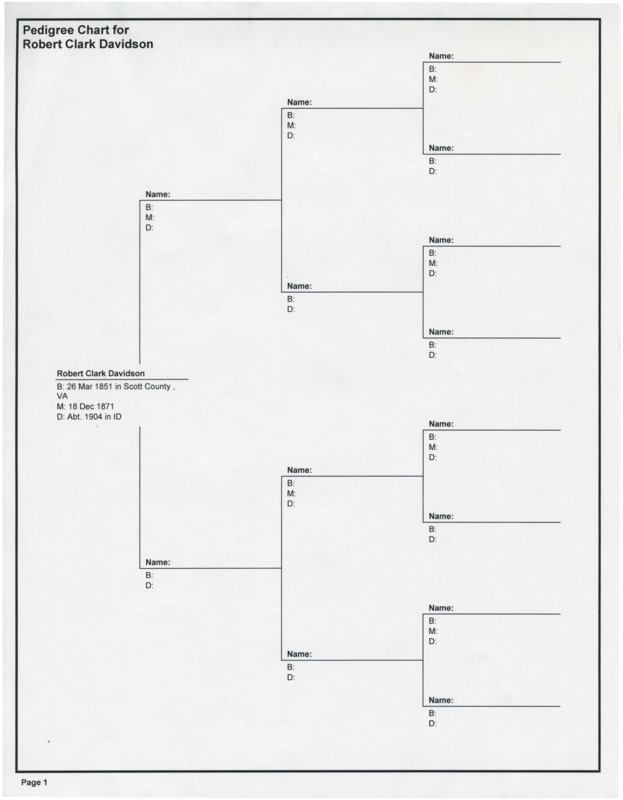 Pedigree Chart for
Robert Clark Davidson
Name:
B:
M:
D:
Name:
B:
M:
D:
Name:
B:
D:
Name:
B:
M:
D:
Name:
B:
M:
D:
Name:
B:
D:
Name:
B:
D:
Robert Clark Davidson
B: 26 Mar 1851 in Scott County ,
VA
M: 18 Dec 1871
D: Abt. 1904 in ID
Name:
B:
M:
D:
Name:
B:
M:
D:
Name:
B:
D:
Name:
B:
D:
Name:
B:
M:
D:
Name:
B:
D:
Name:
B:
D:
Page 1